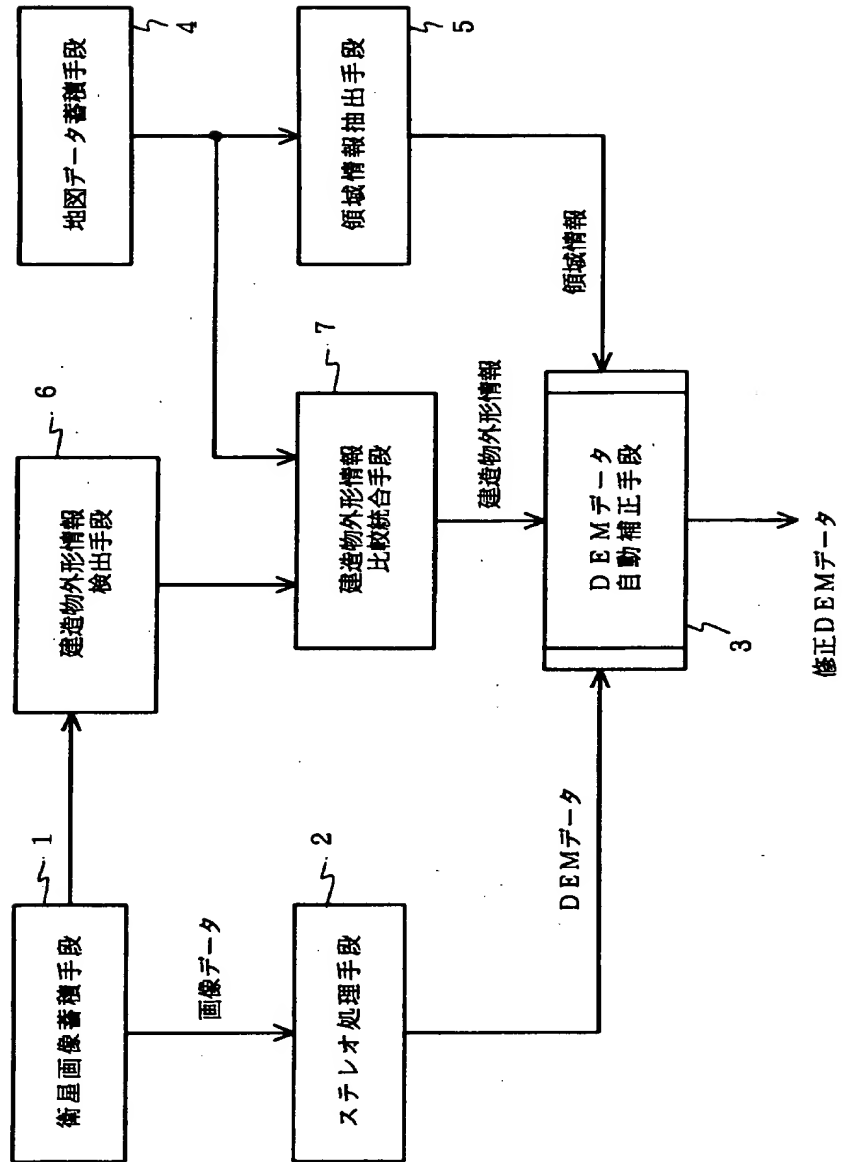 1
衛星画像蓄積手段
6
建造物外形情報
検出手段
4
地図データ蓄積手段
画像データ
2
ステレオ処理手段
7
建造物外形情報
比較統合手段
5
領域情報抽出手段
DEMデータ
建造物外形情報
領域情報
DEMデータ
自動補正手段
3
修正DEMデータ